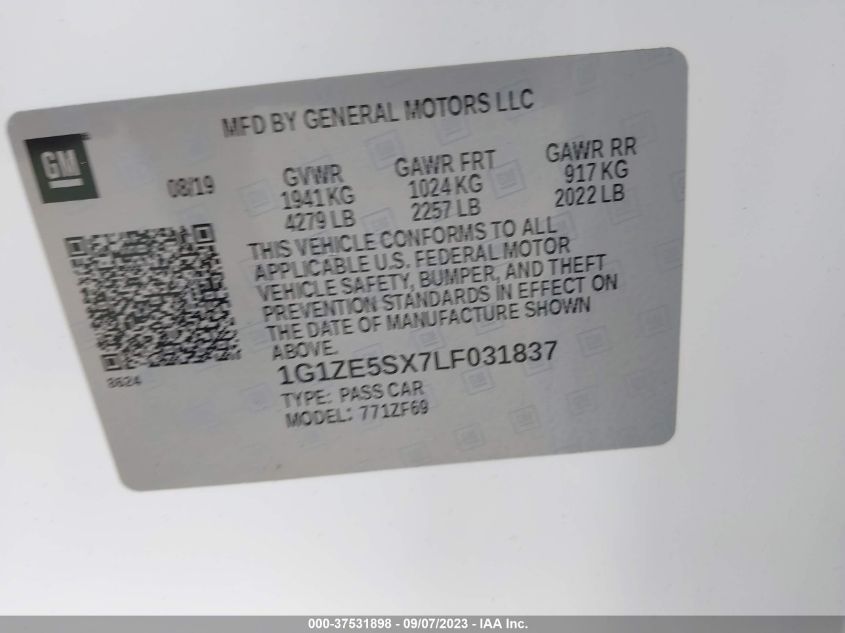 MFD BY GENERAL MOTORS LLC
GM
08/19
GVWR
1941 KG
4279 LB
GAWR FRT
1024 KG
2257 LB
GAWR RR
917 KG
2022 LB
THIS VEHICLE CONFORMS TO ALL
APPLICABLE U.S. FEDERAL MOTOR
VEHICLE SAFETY, BUMPER, AND THEFT
PREVENTION STANDARDS IN EFFECT ON
THE DATE OF MANUFACTURE SHOWN
ABOVE.
8624
1G1ZE5SX7LF031837
TYPE: PASS CAR
MODEL: 771ZF69
000-37531898 - 09/07/2023 - IAA Inc.